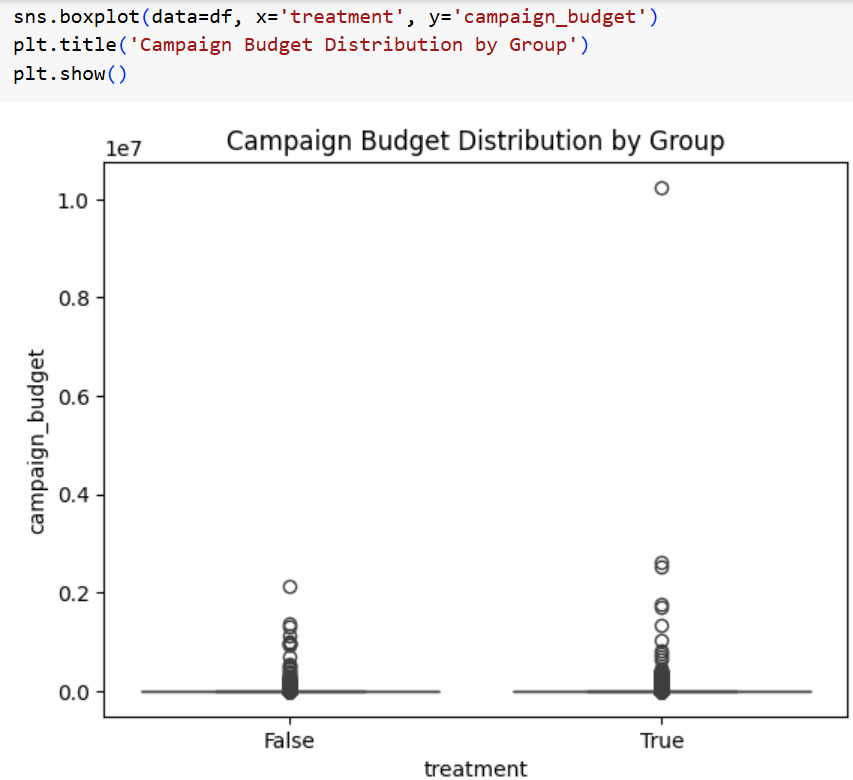 sns.boxplot(data=df, x='treatment', y='campaign_budget')
plt.title('Campaign Budget Distribution by Group')
plt.show()
Campaign Budget Distribution by Group
1e7
1.0
0.8
0.6
0.4
0.2
0.0
campaign_budget
False
True
treatment